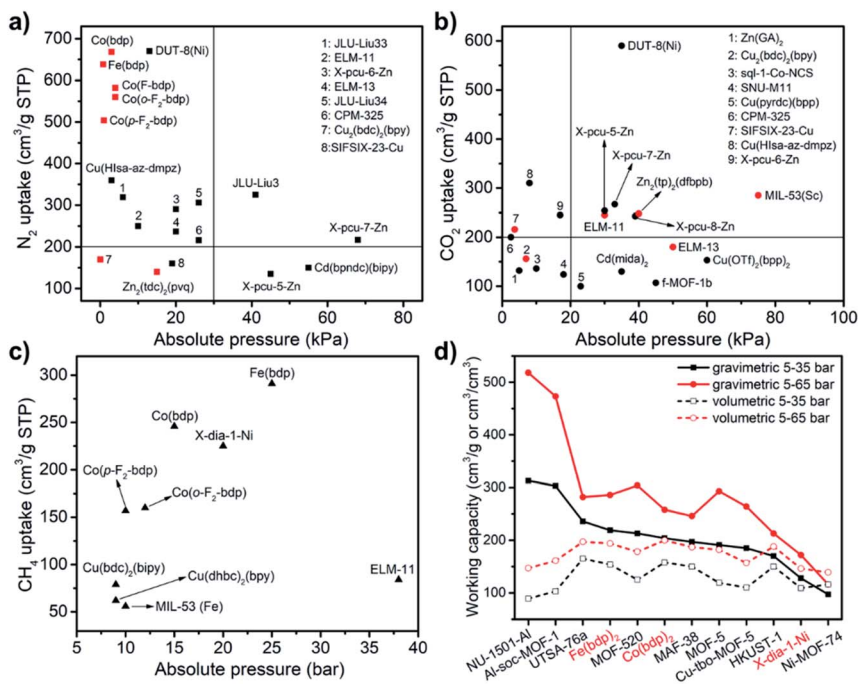 a)
N₂ uptake (cm³/g STP)
700
600
500
400
300
200
100
Co(bdp)
Fe(bdp)
DUT-8(Ni)
Co(F-bdp)
Co(o-F₂-bdp)
Co(p-F₂-bdp)
Cu(HIsa-az-dmpz)
1
2
3
4
5
6
7
8
Zn₂(tdc)₂(pvq)
JLU-Liu3
X-pcu-7-Zn
Cd(bpndc)(bipy)
X-pcu-5-Zn
1: JLU-Liu33
2: ELM-11
3: X-pcu-6-Zn
4: ELM-13
5: JLU-Liu34
6: CPM-325
7: Cu₂(bdc)₂(bpy)
8:SIFSIX-23-Cu
0 20 40 60 80
Absolute pressure (kPa)
b)
CO₂ uptake (cm³/g STP)
600
500
400
300
200
100
DUT-8(Ni)
X-pcu-5-Zn
X-pcu-7-Zn
Zn₂(tp)₂(dfbpb)
8
9
7
ELM-11
X-pcu-8-Zn
MIL-53(Sc)
6
2
1
3
4
5
Cd(mida)₂
ELM-13
Cu(OTf)₂(bpp)₂
f-MOF-1b
1: Zn(GA)₂
2: Cu₂(bdc)₂(bpy)
3: sql-1-Co-NCS
4: SNU-M11
5: Cu(pyrdc)(bpp)
6: CPM-325
7: SIFSIX-23-Cu
8: Cu(HIsa-az-dmpz)
9: X-pcu-6-Zn
0 20 40 60 80 100
Absolute pressure (kPa)
c)
CH₄ uptake (cm³/g STP)
300
250
200
150
100
50
Fe(bdp)
Co(bdp)
X-dia-1-Ni
Co(p-F₂-bdp)
Co(o-F₂-bdp)
Cu(bdc)₂(bipy)
Cu(dhbc)₂(bpy)
MIL-53 (Fe)
ELM-11
5 10 15 20 25 30 35 40
Absolute pressure (bar)
d)
Working capacity (cm³/g or cm³/cm³)
500
400
300
200
100
gravimetric 5-35 bar
gravimetric 5-65 bar
volumetric 5-35 bar
volumetric 5-65 bar
NU-1501-Al
Al-soc-MOF-1
UTSA-76a
Fe(bdp)₂
MOF-520
Co(bdp)₂
MAF-38
MOF-5
Cu-tbo-MOF-5
HKUST-1
X-dia-1-Ni
Ni-MOF-74